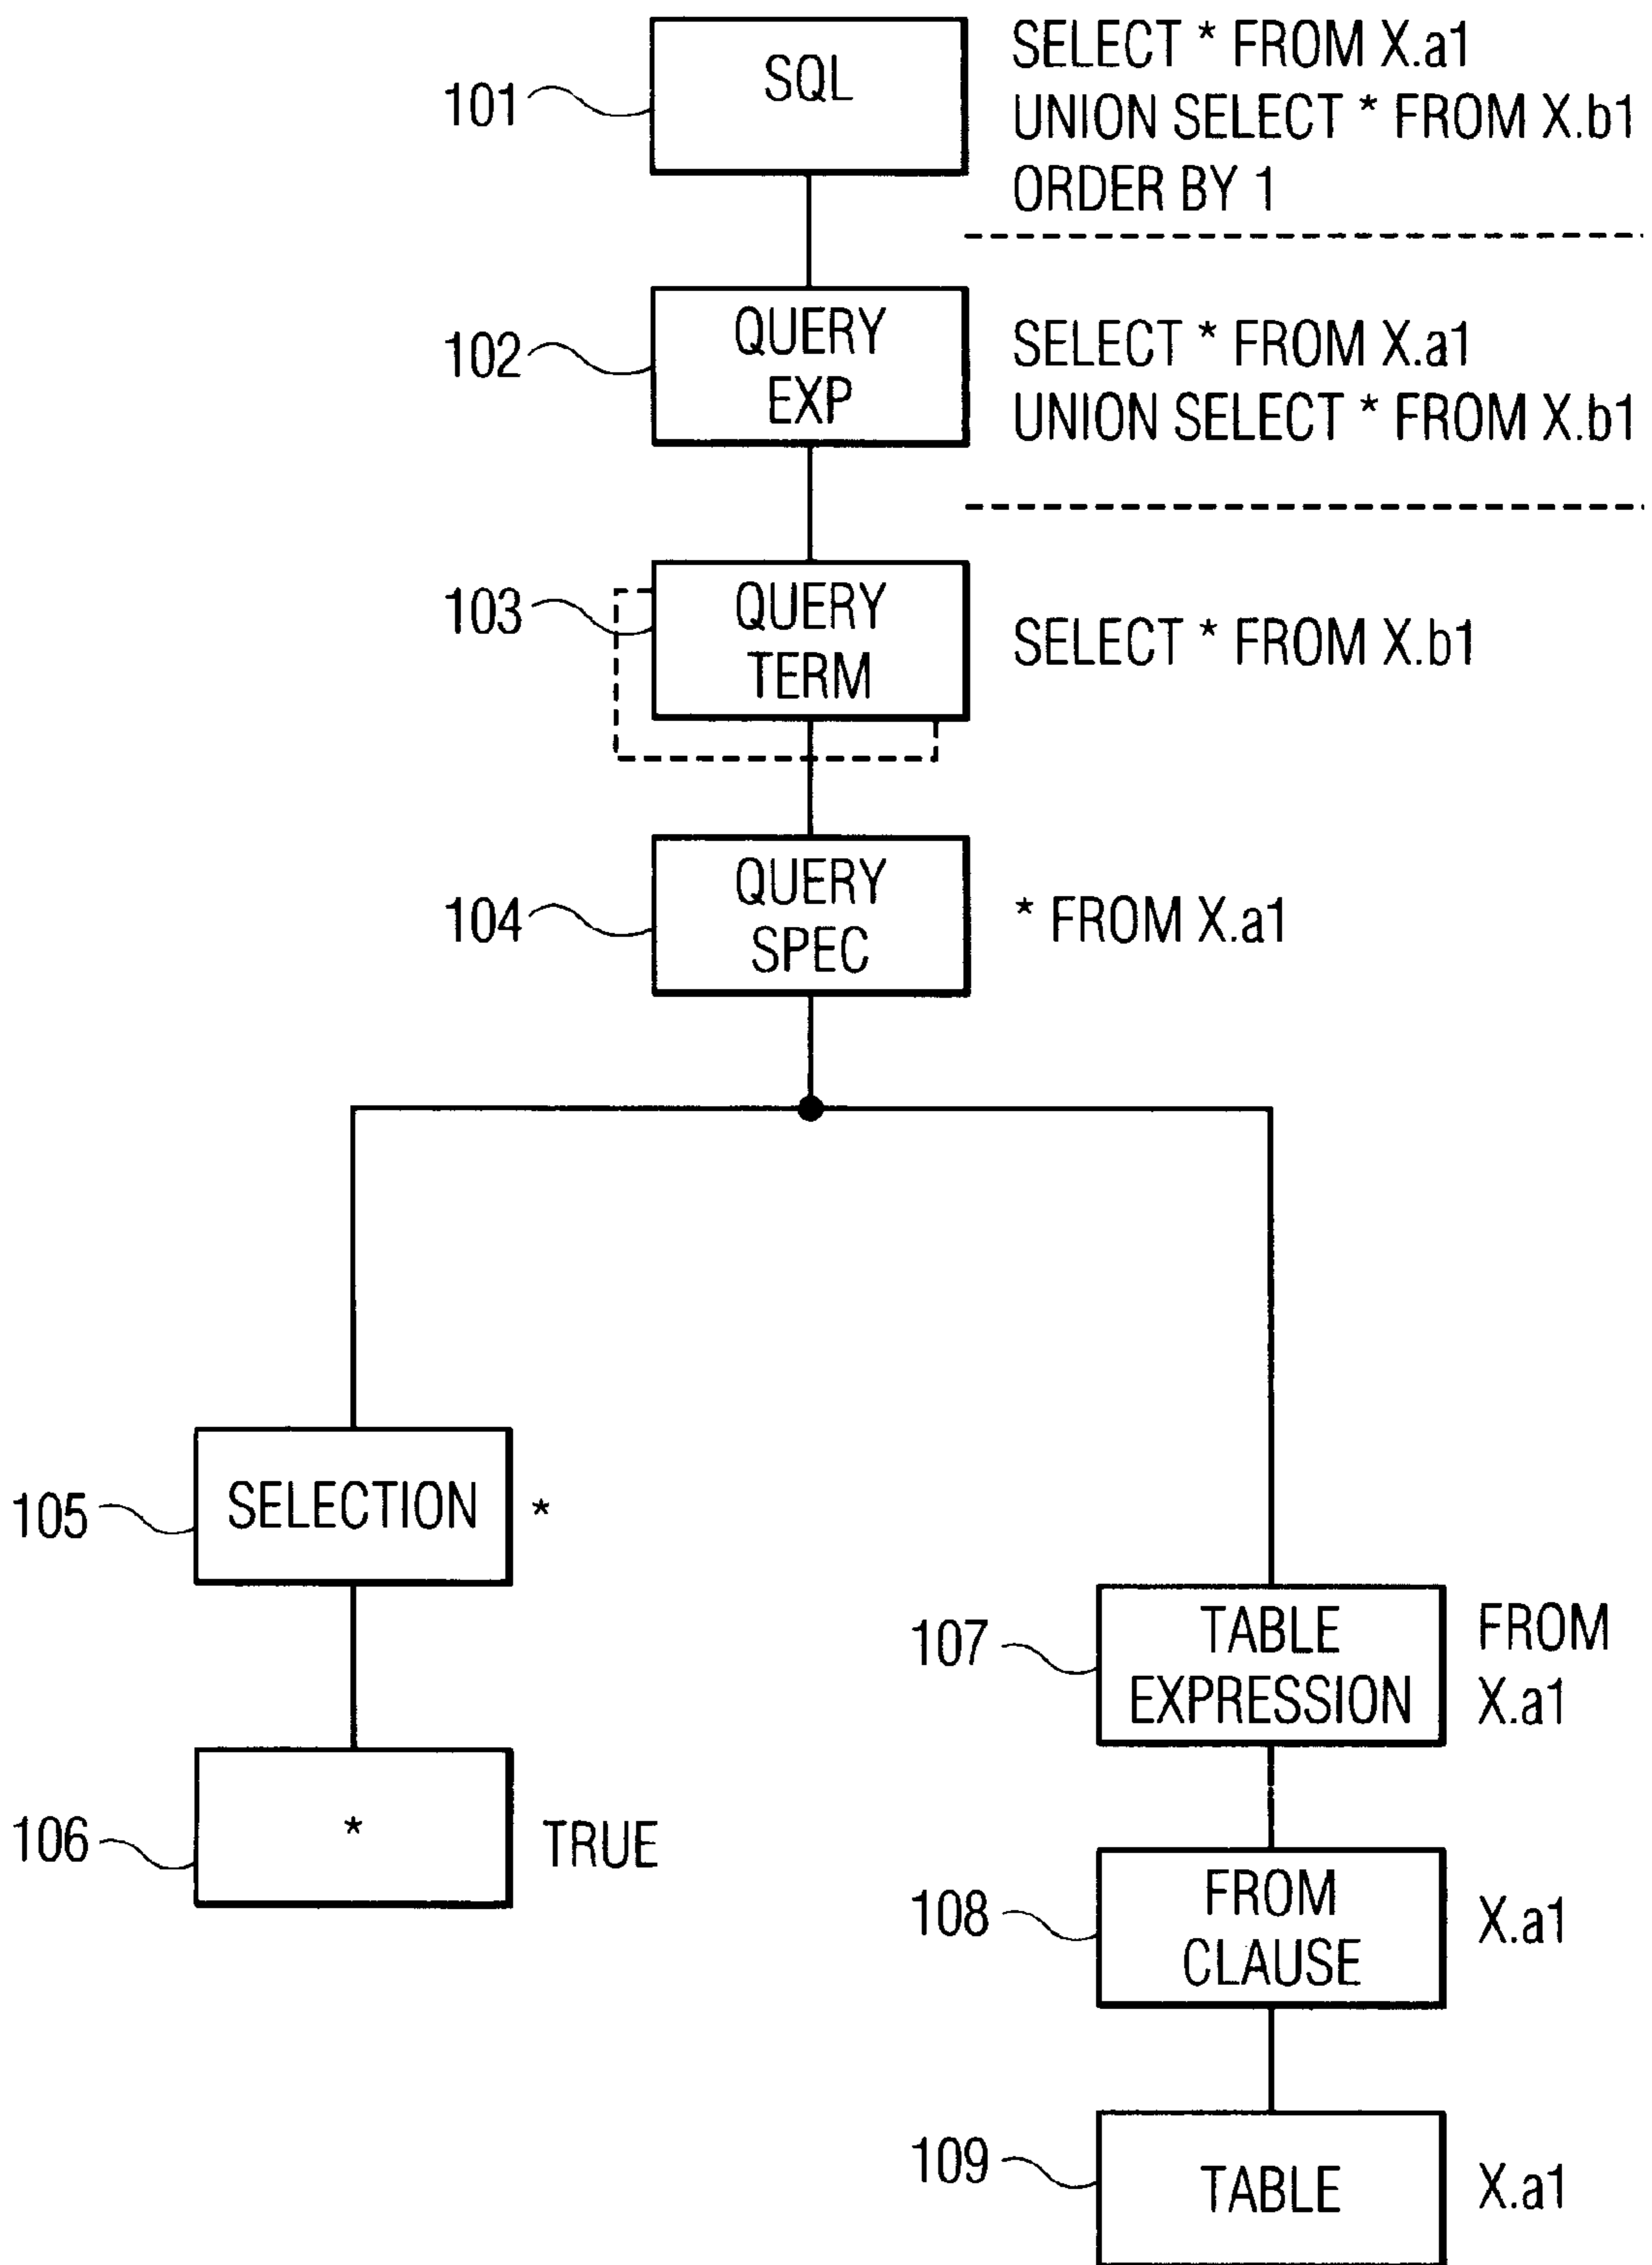 SQL
SELECT * FROM X.a1
UNION SELECT * FROM X.b1
ORDER BY 1
101
QUERY
EXP
SELECT * FROM X.a1
UNION SELECT * FROM X.b1
102
QUERY
TERM
SELECT * FROM X.b1
103
QUERY
SPEC
* FROM X.a1
104
SELECTION
*
105
*
TRUE
106
TABLE
EXPRESSION
FROM
X.a1
107
FROM
CLAUSE
X.a1
108
TABLE
X.a1
109